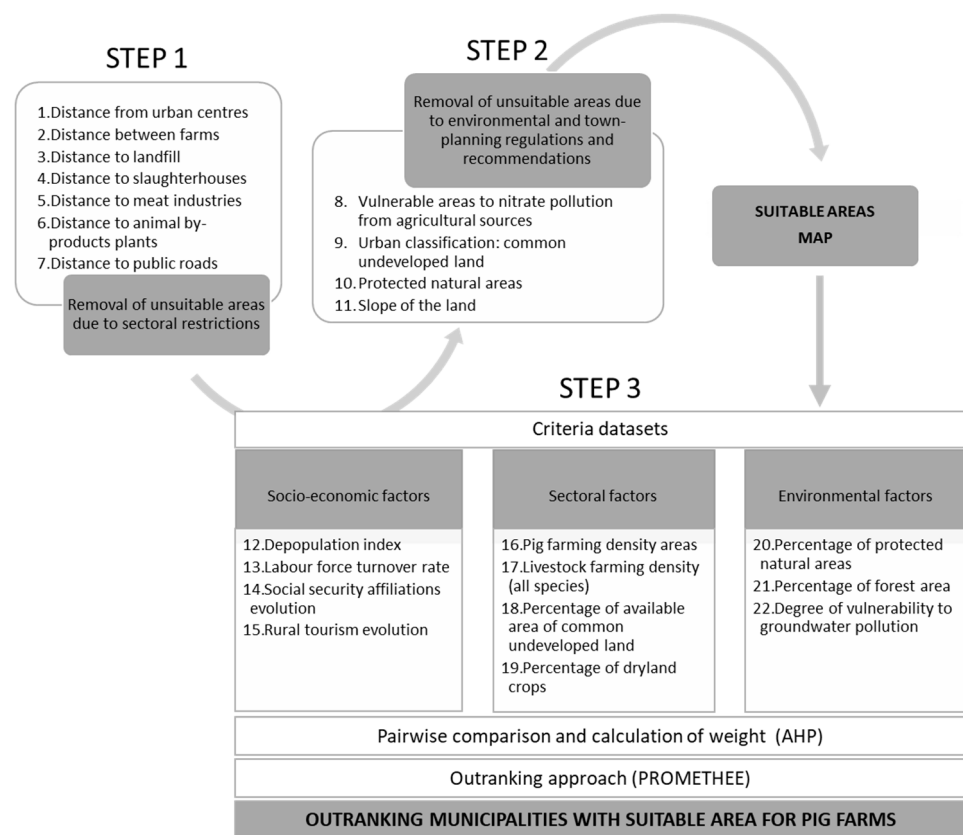 STEP 1
1.Distance from urban centres
2.Distance between farms
3.Distance to landfill
4.Distance to slaughterhouses
5.Distance to meat industries
6.Distance to animal by-
products plants
7.Distance to public roads
Removal of unsuitable areas
due to sectoral restrictions
STEP 2
Removal of unsuitable areas due
to environmental and town-
planning regulations and
recommendations
8. Vulnerable areas to nitrate pollution
from agricultural sources
9. Urban classification: common
undeveloped land
10. Protected natural areas
11. Slope of the land
SUITABLE AREAS
MAP
STEP 3
Criteria datasets
Socio-economic factors
12.Depopulation index
13.Labour force turnover rate
14.Social security affiliations
evolution
15.Rural tourism evolution
Sectoral factors
16.Pig farming density areas
17.Livestock farming density
(all species)
18.Percentage of available
area of common
undeveloped land
19.Percentage of dryland
crops
Environmental factors
20.Percentage of protected
natural areas
21.Percentage of forest area
22.Degree of vulnerability to
groundwater pollution
Pairwise comparison and calculation of weight (AHP)
Outranking approach (PROMETHEE)
OUTRANKING MUNICIPALITIES WITH SUITABLE AREA FOR PIG FARMS